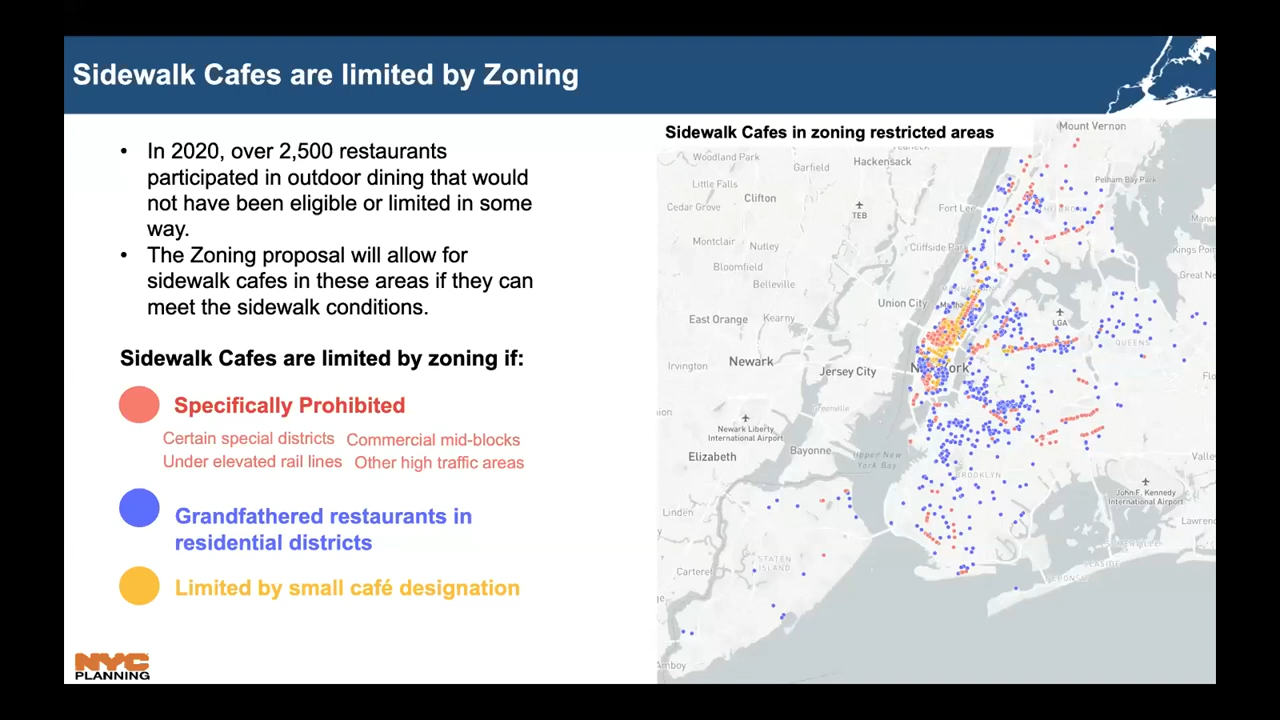 Sidewalk Cafes are limited by Zoning
• In 2020, over 2,500 restaurants
participated in outdoor dining that would
not have been eligible or limited in some
way.
• The Zoning proposal will allow for
sidewalk cafes in these areas if they can
meet the sidewalk conditions.
Sidewalk Cafes are limited by zoning if:
Specifically Prohibited
Certain special districts Commercial mid-blocks
Under elevated rail lines Other high traffic areas
Grandfathered restaurants in
residential districts
Limited by small café designation
NYC
PLANNING
Sidewalk Cafes in zoning restricted areas
Mount Vernon
Woodland Park
Garfield
Hackensack
Little Falls
Clifton
Pelham Bay Park
Cedar Grove
TEB
Fort Lee
Montclair
Nutley
Cliffside Park
Kings Poin
Bloomfield
Great Ne
Belleville
Union City
East Orange
Kearny
LGA
QUEENS
Newark
Irvington
Jersey City
Greenville
Newark Liberty
International Airport
Bayonne
Elizabeth
Upper New
York Bay
Valle
BROOKLYN
John F. Kennedy
International Airport
Linden
Lawrenc
STATEN
ISLAND
Carteret
Amboy